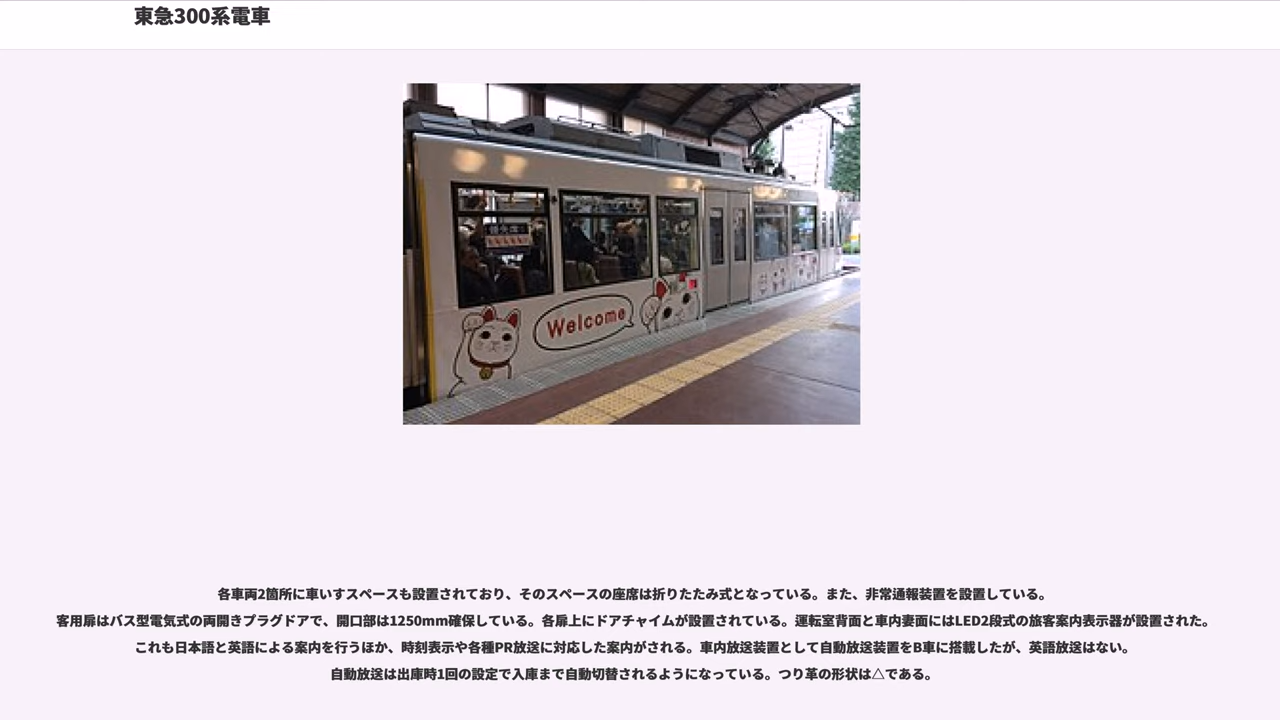 東急300系電車
Welcome
各車両2箇所に車いすスペースも設置されており、そのスペースの座席は折りたたみ式となっている。また、非常通報装置を設置している。
客用扉はバス型電気式の両開きプラグドアで、開口部は1250mm確保している。各扉上にドアチャイムが設置されている。運転室背面と車内妻面にはLED2段式の旅客案内表示器が設置された。
これも日本語と英語による案内を行うほか、時刻表示や各種PR放送に対応した案内がされる。車内放送装置として自動放送装置をB車に搭載したが、英語放送はない。
自動放送は出庫時1回の設定で入庫まで自動切替されるようになっている。つり革の形状は△である。